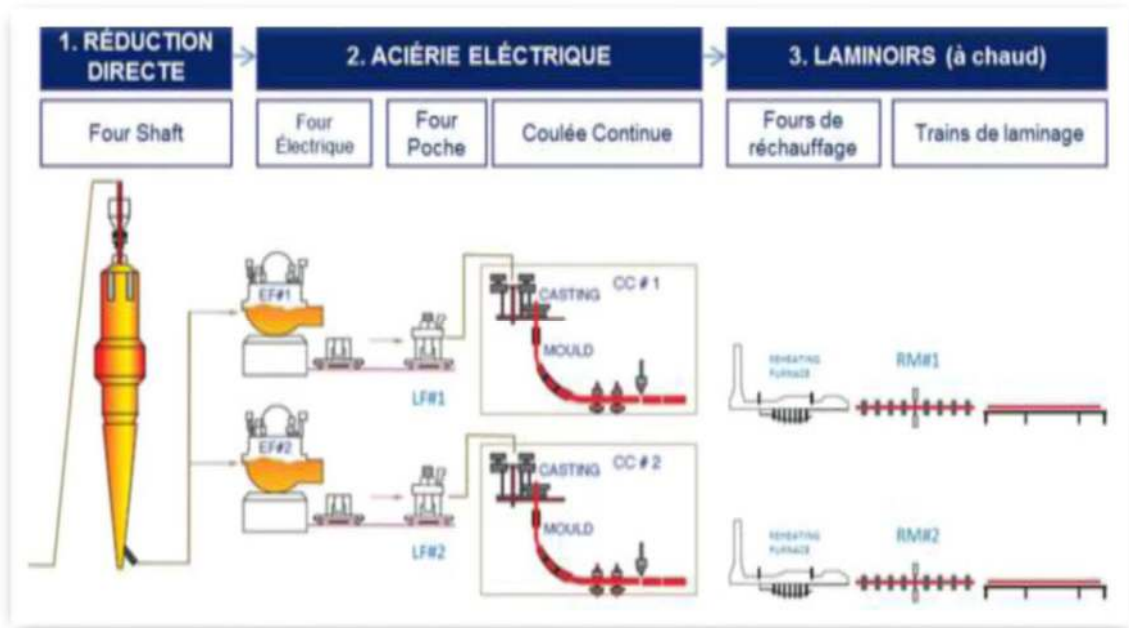 1. RÉDUCTION
DIRECTE
2. ACIÉRIE ELÉCTRIQUE
3. LAMINOIRS (à chaud)
Four Shaft
Four
Électrique
Four
Poche
Coulée Continue
Fours de
réchauffage
Trains de laminage
EF#1
LF#1
CASTING
CC # 1
MOULD
REHEATING
FURNACE
RM#1
EF#2
LF#2
CASTING
CC # 2
MOULD
REHEATING
FURNACE
RM#2